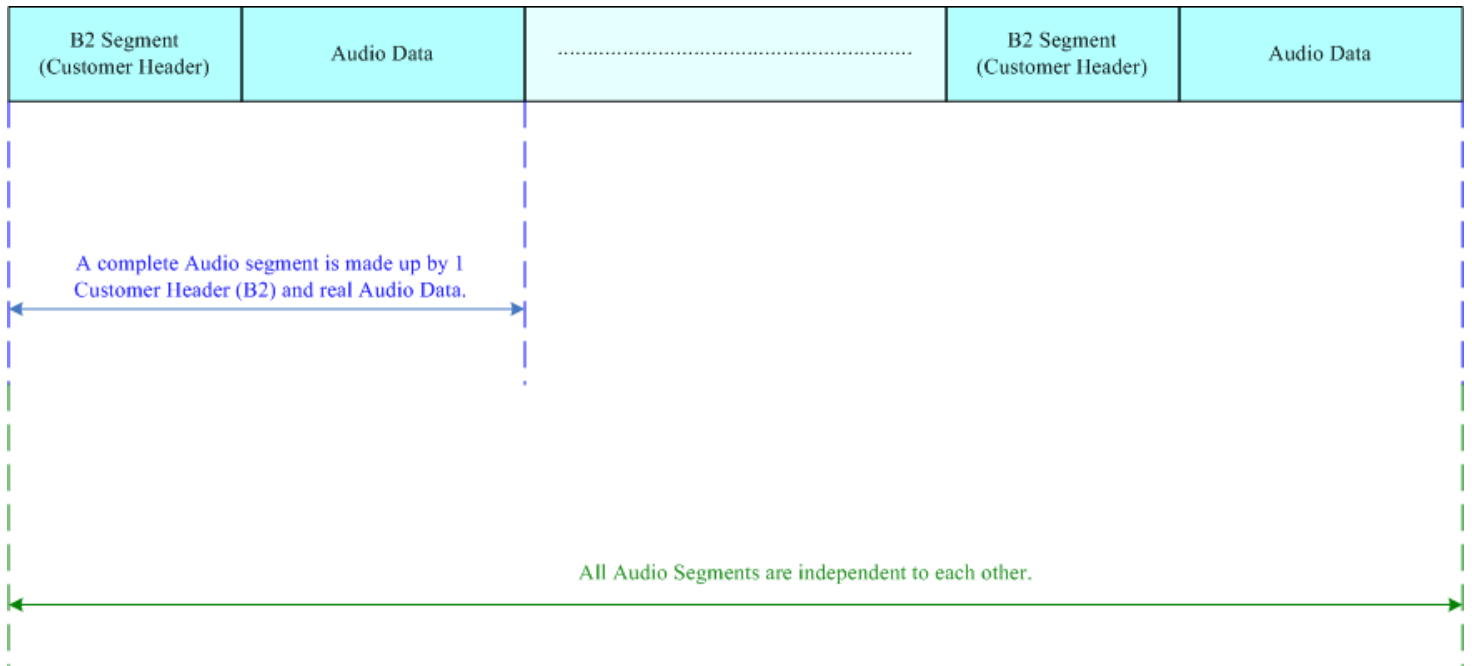 B2 Segment
(Customer Header)
Audio Data
............................................................
B2 Segment
(Customer Header)
Audio Data
A complete Audio segment is made up by 1
Customer Header (B2) and real Audio Data.
All Audio Segments are independent to each other.